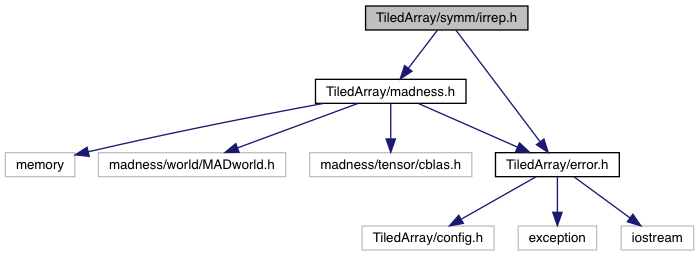 TiledArray/symm/irrep.h
TiledArray/madness.h
memory
madness/world/MADworld.h
madness/tensor/cblas.h
TiledArray/error.h
TiledArray/config.h
exception
iostream